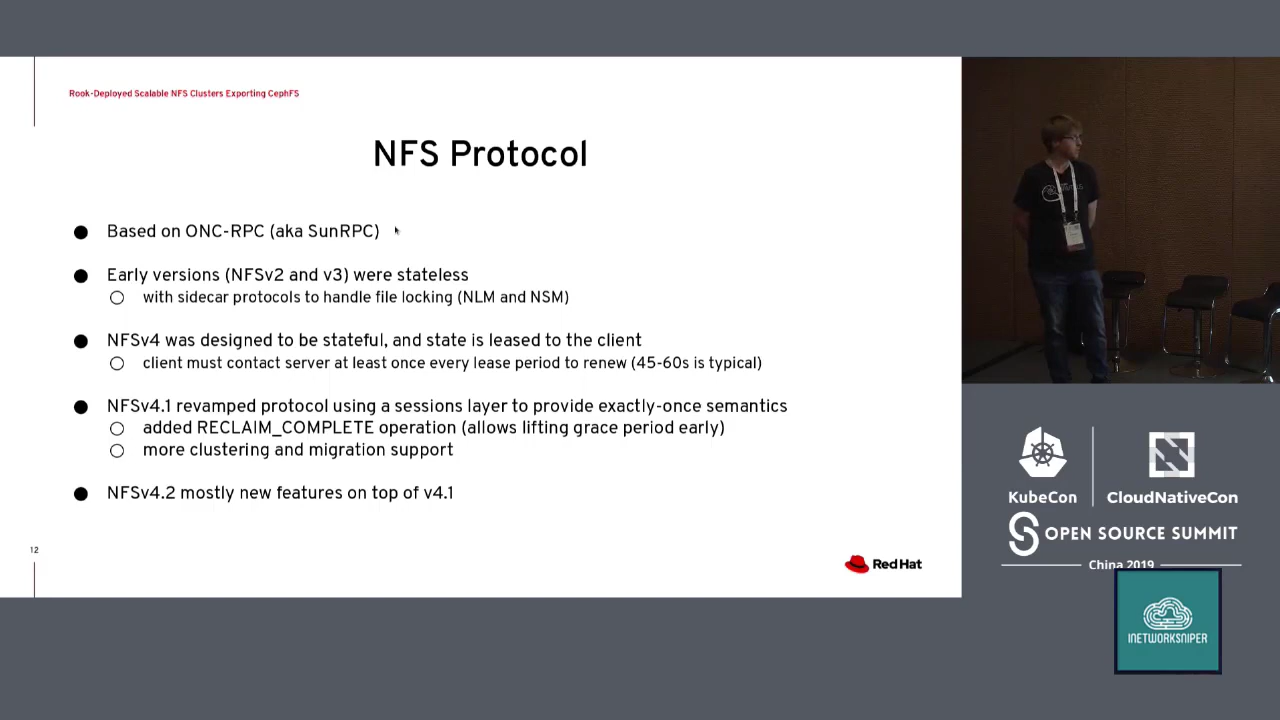 Rook-Deployed Scalable NFS Clusters Exporting CephFS
NFS Protocol
Based on ONC-RPC (aka SunRPC)
Early versions (NFSv2 and v3) were stateless
with sidecar protocols to handle file locking (NLM and NSM)
NFSv4 was designed to be stateful, and state is leased to the client
client must contact server at least once every lease period to renew (45-60s is typical)
NFSv4.1 revamped protocol using a sessions layer to provide exactly-once semantics
added RECLAIM_COMPLETE operation (allows lifting grace period early)
more clustering and migration support
NFSv4.2 mostly new features on top of v4.1
12
Red Hat
KubeCon
CloudNativeCon
OPEN SOURCE SUMMIT
China 2019
INETWORKSNIPER